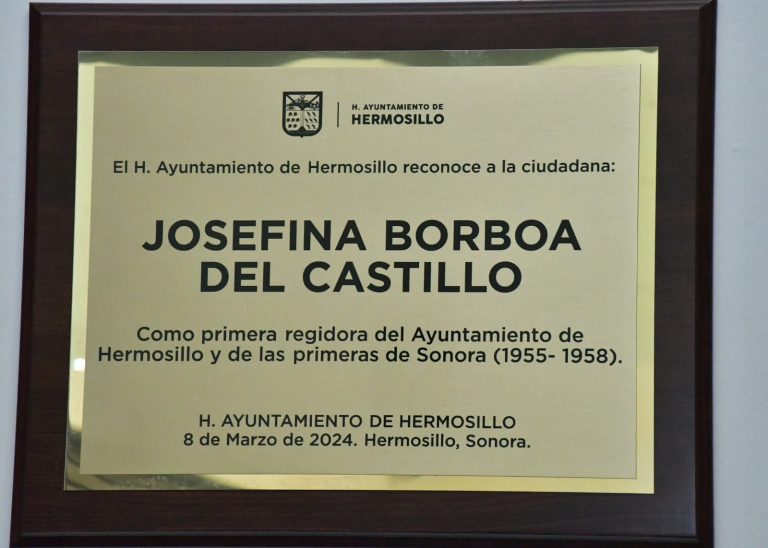 H. AYUNTAMIENTO DE
HERMOSILLO
El H. Ayuntamiento de Hermosillo reconoce a la ciudadana:
JOSEFINA BORBOA
DEL CASTILLO
Como primera regidora del Ayuntamiento de
Hermosillo y de las primeras de Sonora (1955- 1958).
H. AYUNTAMIENTO DE HERMOSILLO
8 de Marzo de 2024. Hermosillo, Sonora.